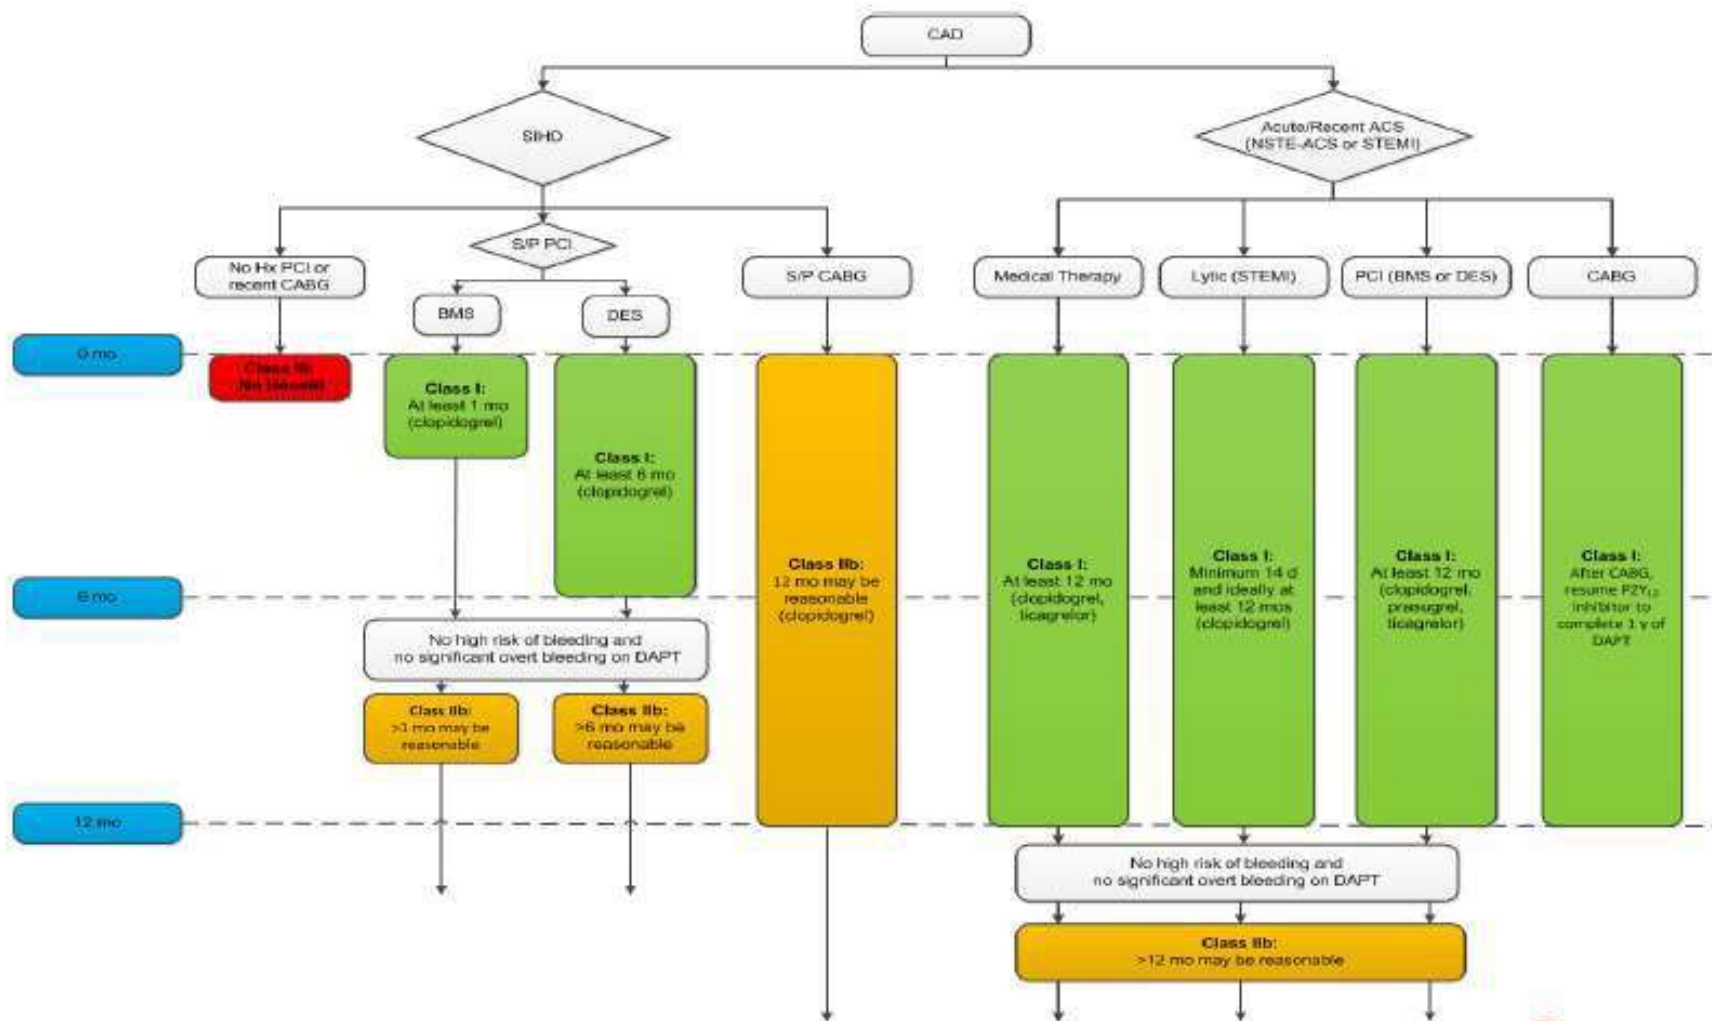 CAD
SIHD
Acute/Recent ACS
(NSTE-ACS or STEMI)
S/P PCI
No Hx PCI or
recent CABG
S/P CABG
Medical Therapy
Lytic (STEMI)
PCI (BMS or DES)
CABG
BMS
DES
0 mo
Class III:
No Benefit
Class I:
At least 1 mo
(clopidogrel)
Class I:
At least 6 mo
(clopidogrel)
Class IIb:
12 mo may be
reasonable
(clopidogrel)
Class I:
At least 12 mo
(clopidogrel,
ticagrelor)
Class I:
Minimum 14 d
and ideally at
least 12 mos
(clopidogrel)
Class I:
At least 12 mo
(clopidogrel,
prasugrel,
ticagrelor)
Class I:
After CABG,
resume P2Y₁₂
inhibitor to
complete 1 y of
DAPT
6 mo
No high risk of bleeding and
no significant overt bleeding on DAPT
Class IIb:
>1 mo may be
reasonable
Class IIb:
>6 mo may be
reasonable
12 mo
No high risk of bleeding and
no significant overt bleeding on DAPT
Class IIb:
>12 mo may be reasonable